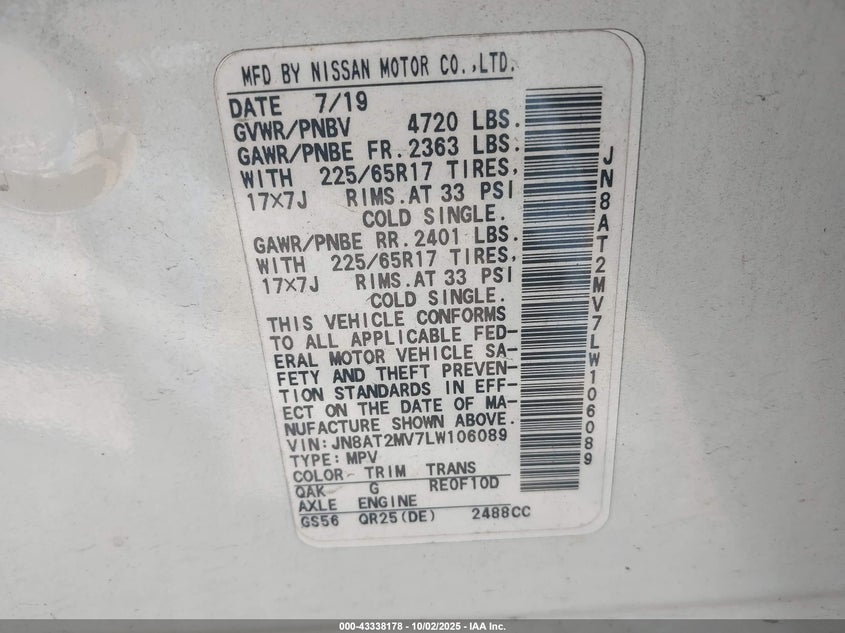 MFD BY NISSAN MOTOR CO.,LTD.
DATE 7/19
GVWR/PNBV 4720 LBS.
GAWR/PNBE FR. 2363 LBS.
WITH 225/65R17 TIRES,
17X7J RIMS. AT 33 PSI
COLD SINGLE.
GAWR/PNBE RR. 2401 LBS.
WITH 225/65R17 TIRES,
17X7J RIMS. AT 33 PSI
COLD SINGLE.
THIS VEHICLE CONFORMS
TO ALL APPLICABLE FED-
ERAL MOTOR VEHICLE SA-
FETY AND THEFT PREVEN-
TION STANDARDS IN EFF-
ECT ON THE DATE OF MA-
NUFACTURE SHOWN ABOVE.
VIN: JN8AT2MV7LW106089
TYPE: MPV
COLOR TRIM TRANS
QAK G RE0F10D
AXLE ENGINE
GS56 QR25(DE) 2488CC
JN8AT2MV7LW106089
000-43338178 - 10/02/2025 - IAA Inc.